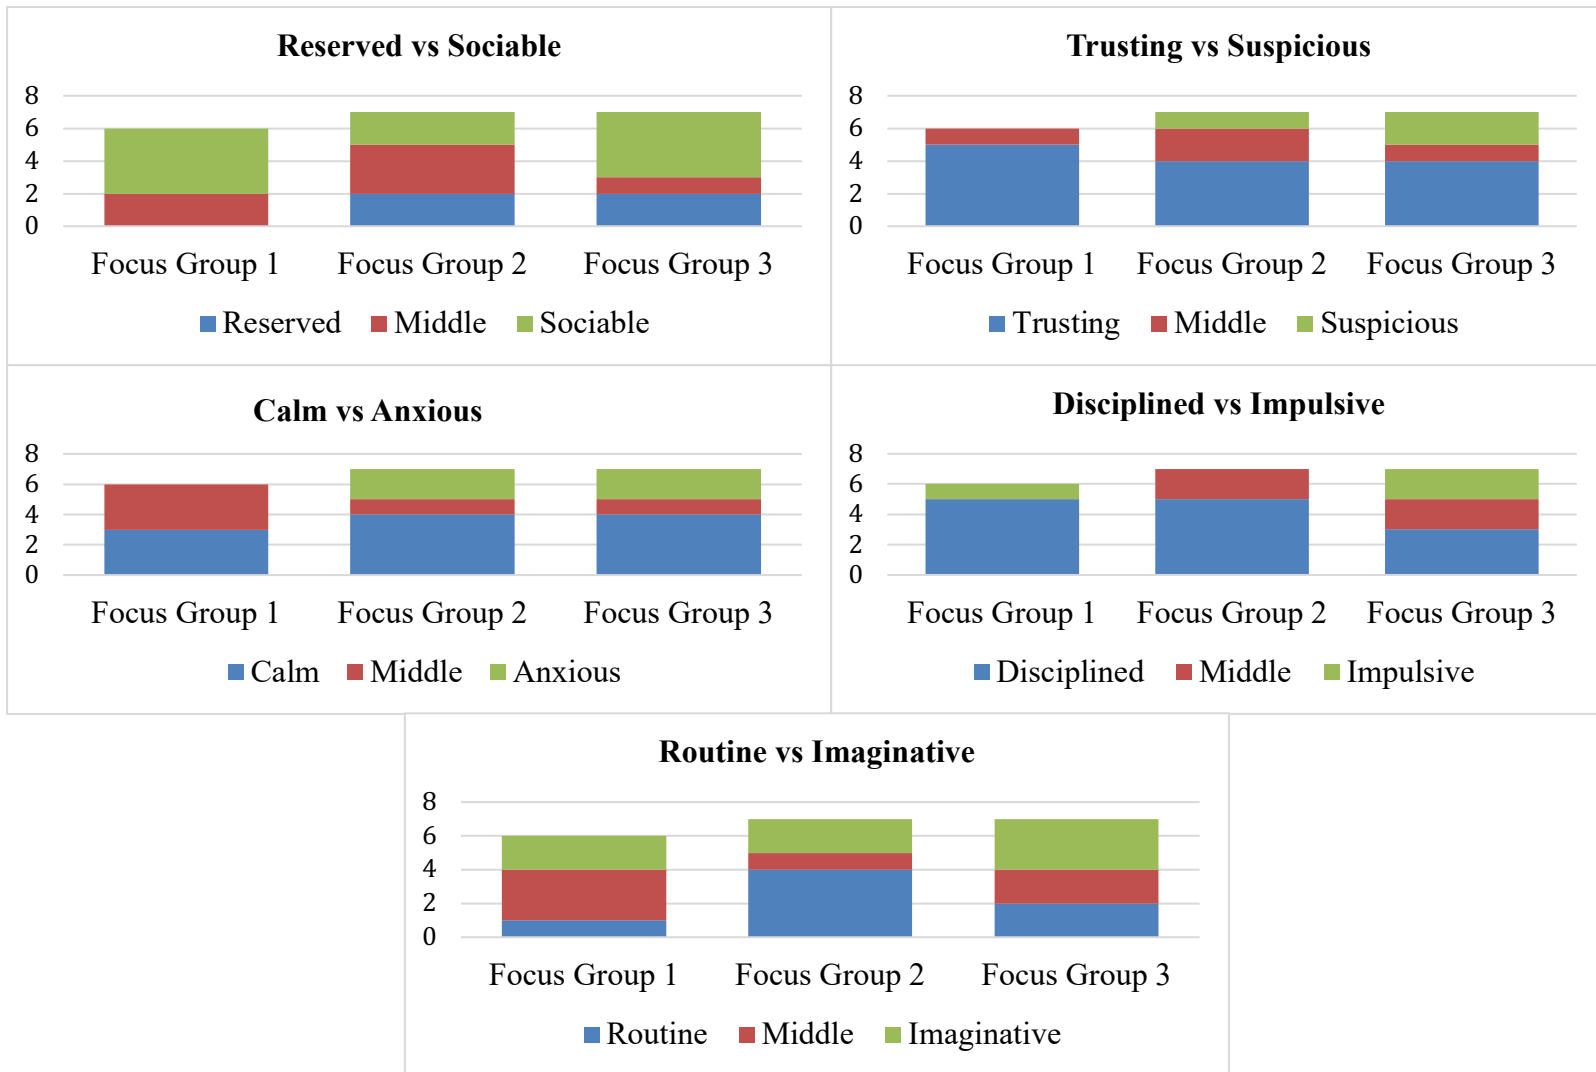 Reserved vs Sociable
8
6
4
2
0
Focus Group 1 Focus Group 2 Focus Group 3
Reserved Middle Sociable
Trusting vs Suspicious
8
6
4
2
0
Focus Group 1 Focus Group 2 Focus Group 3
Trusting Middle Suspicious
Calm vs Anxious
8
6
4
2
0
Focus Group 1 Focus Group 2 Focus Group 3
Calm Middle Anxious
Disciplined vs Impulsive
8
6
4
2
0
Focus Group 1 Focus Group 2 Focus Group 3
Disciplined Middle Impulsive
Routine vs Imaginative
8
6
4
2
0
Focus Group 1 Focus Group 2 Focus Group 3
Routine Middle Imaginative